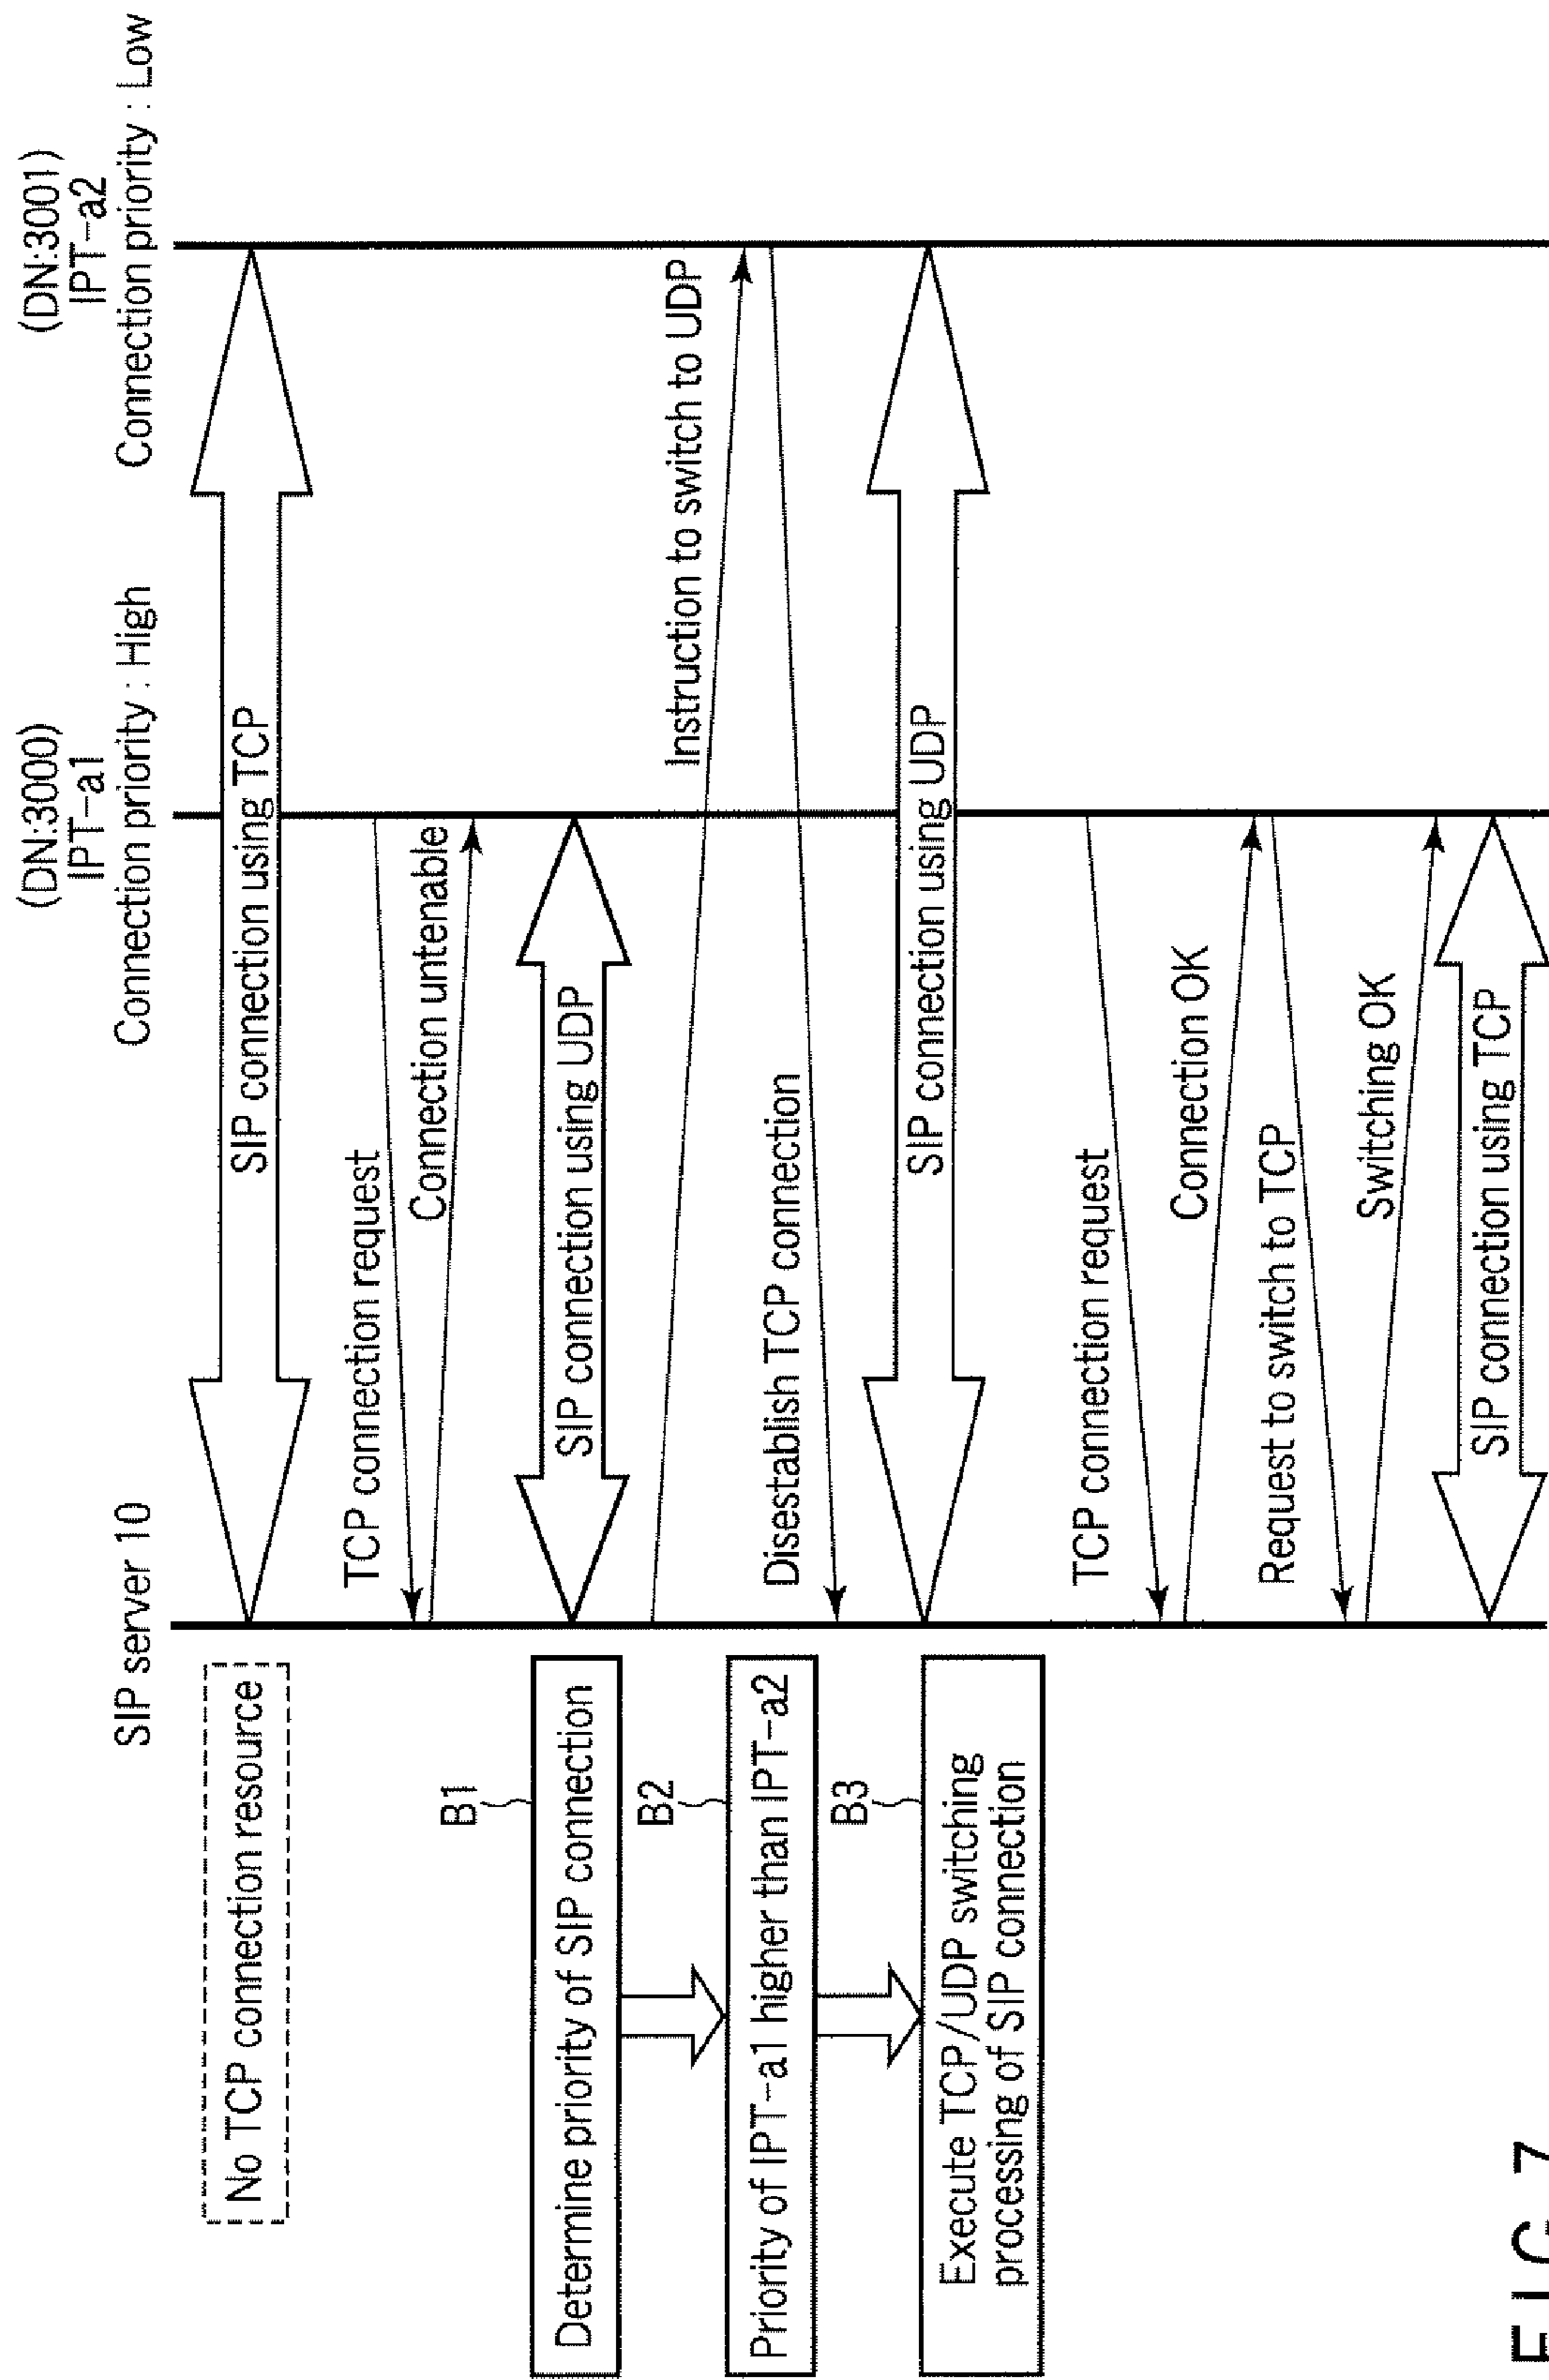 SIP server 10
(DN:3000)
IPT-a1
Connection priority : High
(DN:3001)
IPT-a2
Connection priority : Low
No TCP connection resource
SIP connection using TCP
TCP connection request
Connection untenable
B1
Determine priority of SIP connection
SIP connection using UDP
B2
Priority of IPT-a1 higher than IPT-a2
Instruction to switch to UDP
Disestablish TCP connection
B3
Execute TCP/UDP switching
processing of SIP connection
SIP connection using UDP
TCP connection request
Connection OK
Request to switch to TCP
Switching OK
SIP connection using TCP
FIG. 7